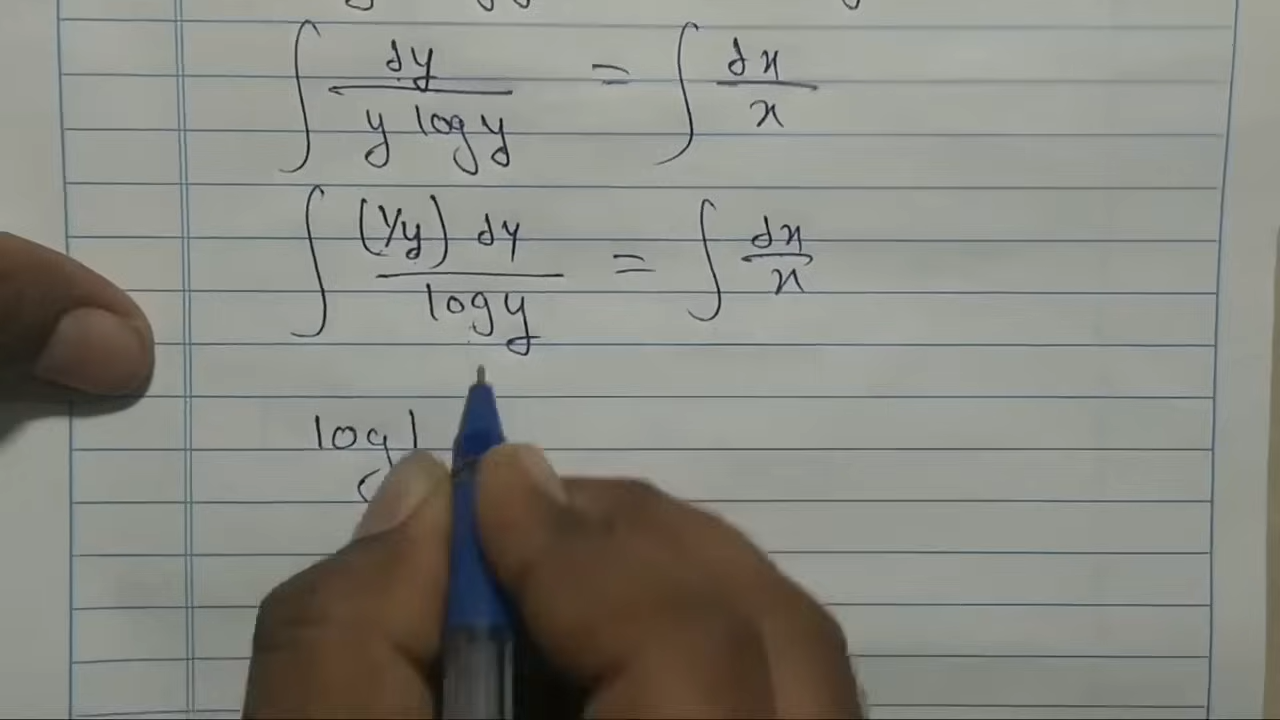 ∫ dy / (y log y) = ∫ dx / x
∫ (1/y) dy / log y = ∫ dx / x
log |